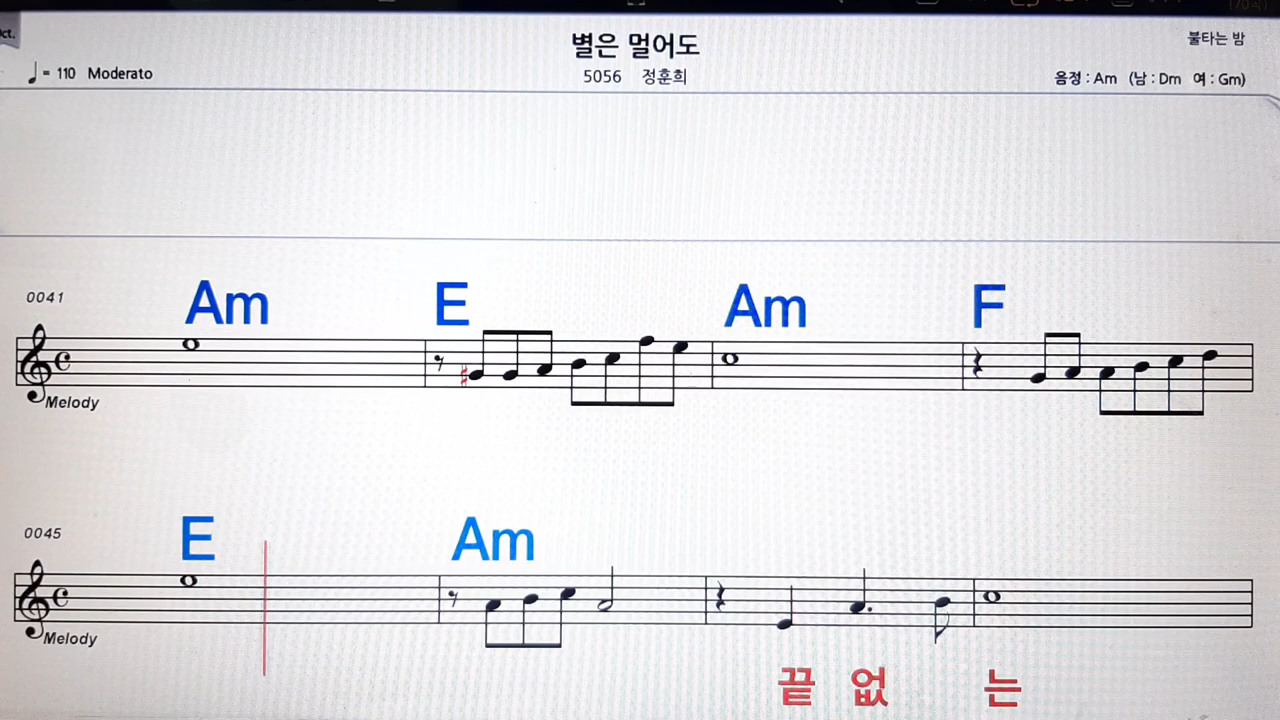 별은 멀어도
불타는 밤
♩= 110 Moderato
5056 정훈희
음정 : Am (남 : Dm 여 : Gm)
0041
Am E Am F
Melody
0045
E Am
Melody
끝 없 는